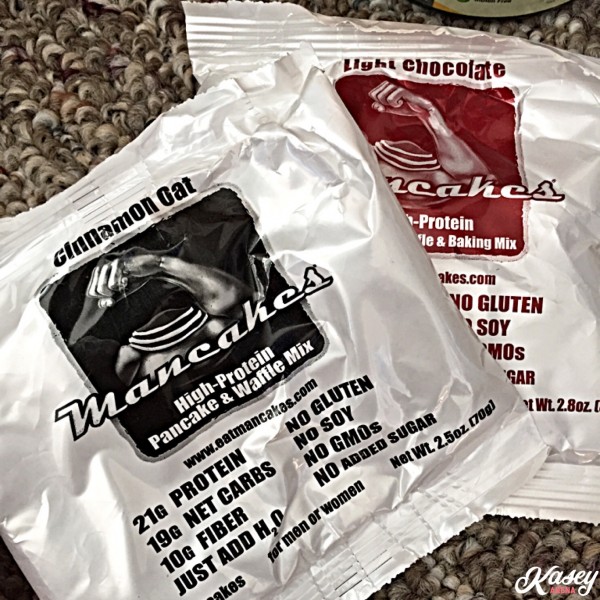 cinnamon Oat
Mancakes
High-Protein
Pancake & Waffle Mix
www.eatmancakes.com
21G PROTEIN
19G NET CARBS
10G FIBER
JUST ADD H2O
NO GLUTEN
NO SOY
NO GMOs
NO ADDED SUGAR
Net Wt. 2.5oz. (70g)
for men or women
akes
Light chocolate
ncakes
h-Protein
ffle & Baking Mix
akes.com
NO GLUTEN
SOY
MOs
GAR
et Wt. 2.8oz. (
Kasey